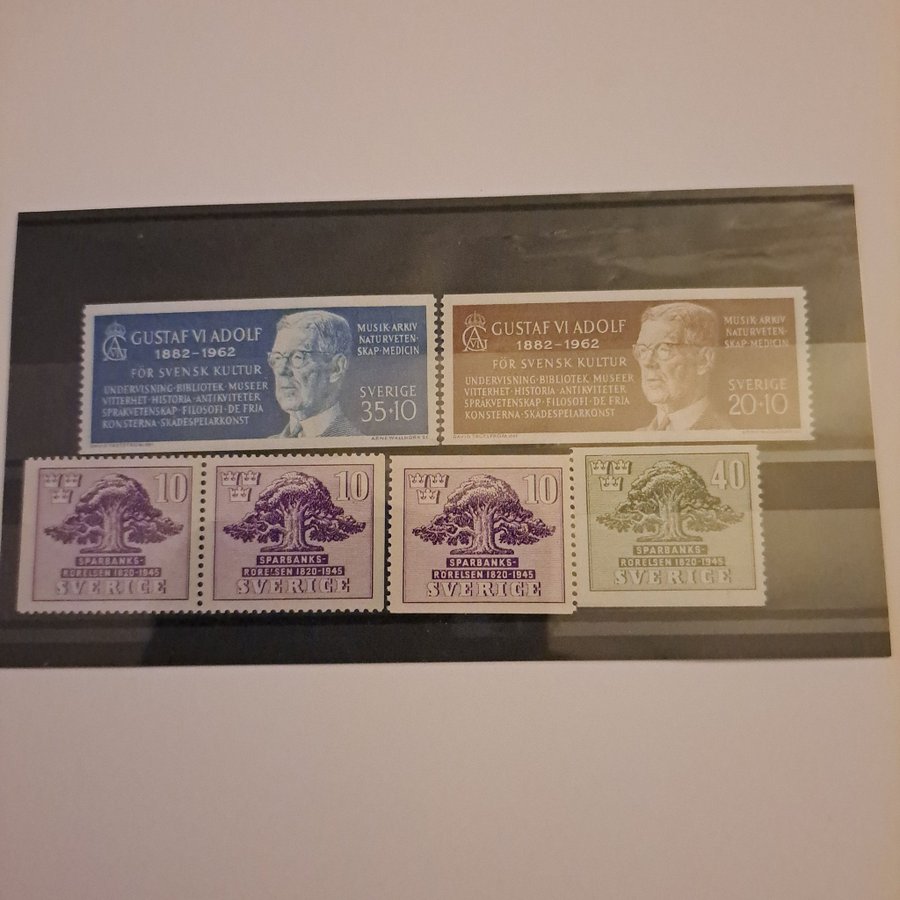 GUSTAF VI ADOLF
1882–1962
FÖR SVENSK KULTUR
UNDERVISNING·BIBLIOTEK·MUSEER
VITTERHET·HISTORIA·ANTIKVITETER
SPRÅKVETENSKAP·FILOSOFI·DE FRIA
KONSTERNA·SKÅDESPELARKONST
MUSIK·ARKIV
NATURVETEN-
SKAP·MEDICIN
SVERIGE
35+10
GUSTAF VI ADOLF
1882–1962
FÖR SVENSK KULTUR
UNDERVISNING·BIBLIOTEK·MUSEER
VITTERHET·HISTORIA·ANTIKVITETER
SPRÅKVETENSKAP·FILOSOFI·DE FRIA
KONSTERNA·SKÅDESPELARKONST
MUSIK·ARKIV
NATURVETEN-
SKAP·MEDICIN
SVERIGE
20+10
10
SPARBANKS-
RÖRELSEN 1820-1945
SVERIGE
10
SPARBANKS-
RÖRELSEN 1820-1945
SVERIGE
10
SPARBANKS-
RÖRELSEN 1820-1945
SVERIGE
40
SPARBANKS-
RÖRELSEN 1820-1945
SVERIGE